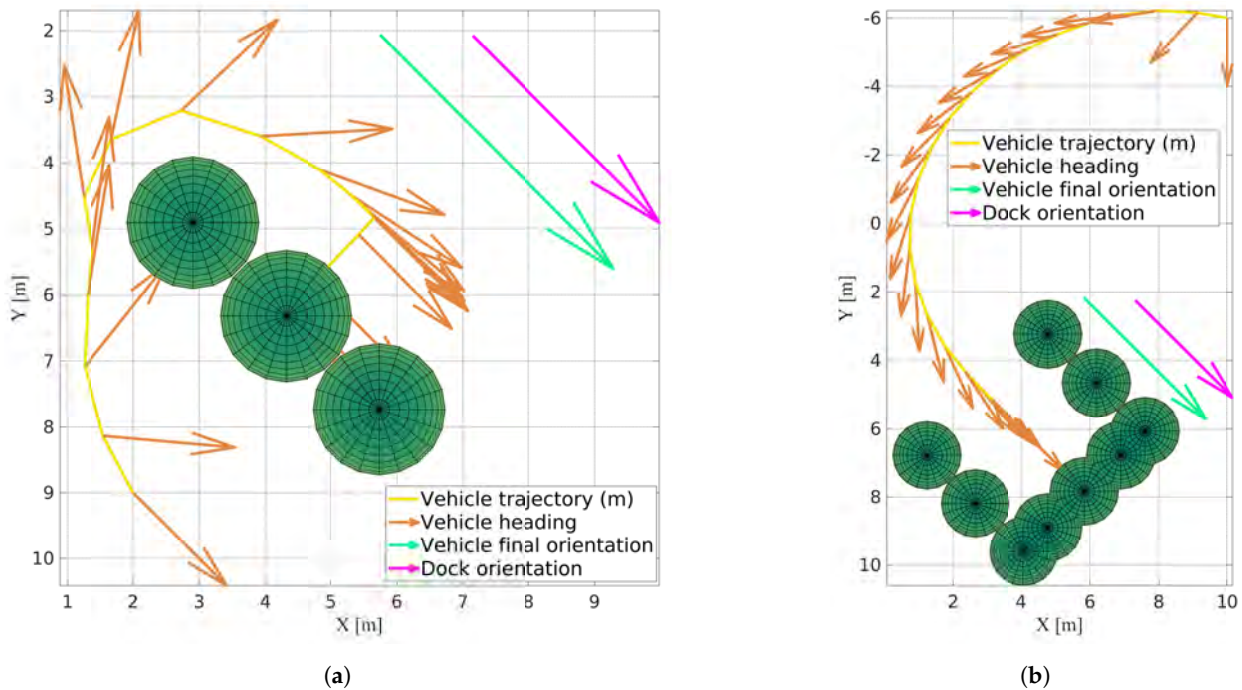 2
3
4
5
6
7
8
9
10
Y [m]
1 2 3 4 5 6 7 8 9
X [m]
Vehicle trajectory (m)
Vehicle heading
Vehicle final orientation
Dock orientation
(a)
-6
-4
-2
0
2
4
6
8
10
Y [m]
2 4 6 8 10
X [m]
Vehicle trajectory (m)
Vehicle heading
Vehicle final orientation
Dock orientation
(b)